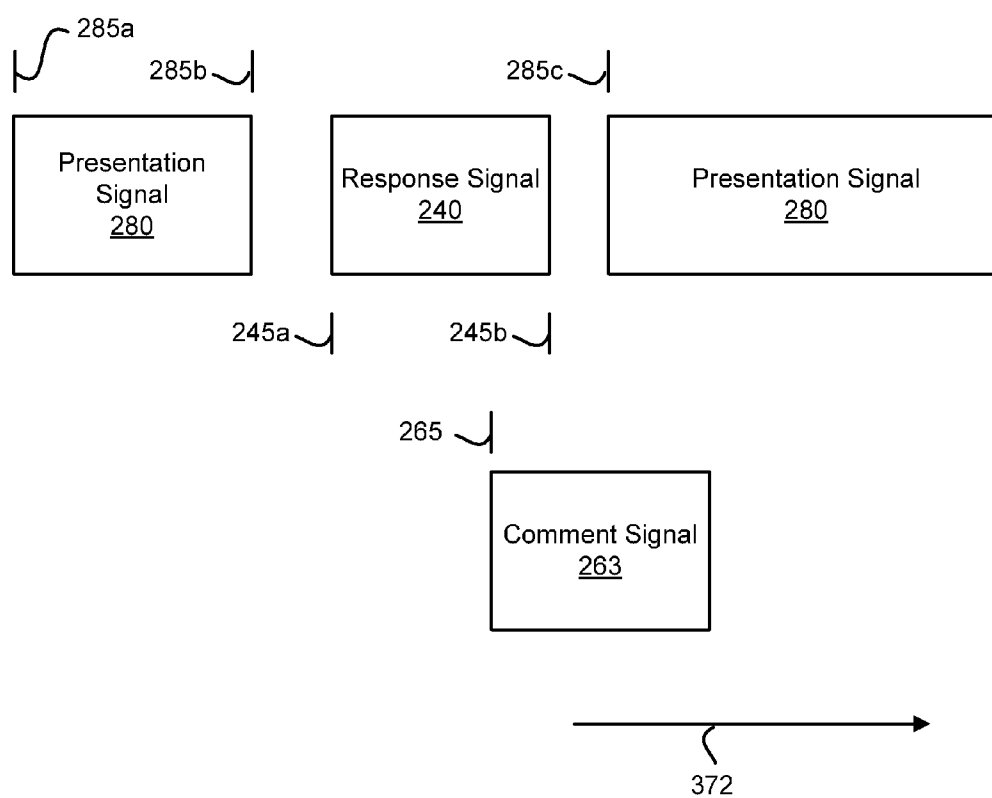 285a
285b
285c
Presentation
Signal
280
Response Signal
240
Presentation Signal
280
245a
245b
265
Comment Signal
263
372